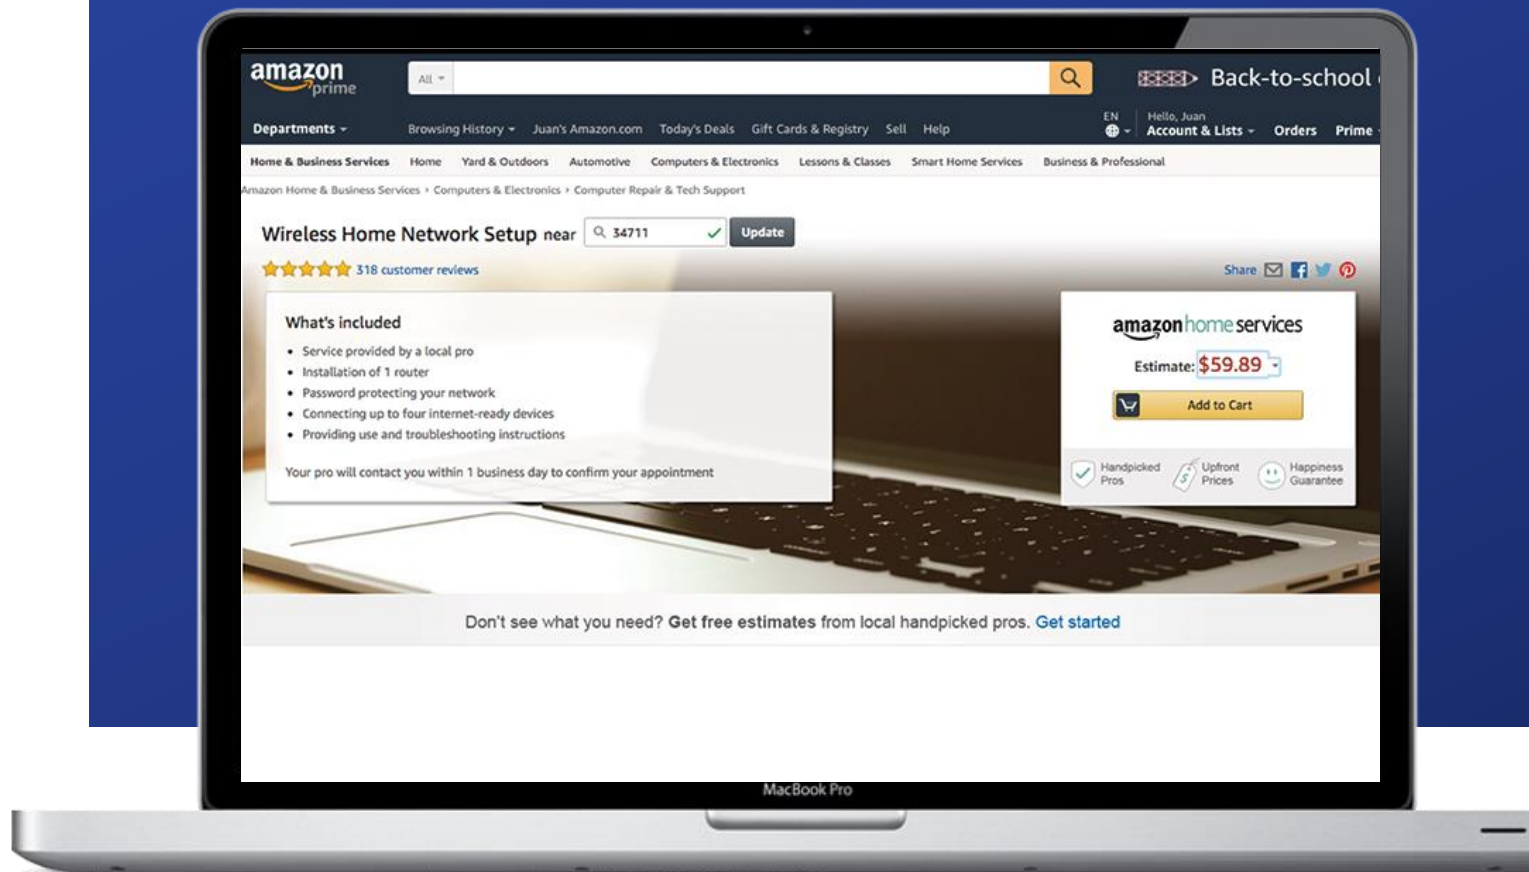 amazon
prime
All
Back-to-school
Departments
Browsing History
Juan's Amazon.com
Today's Deals
Gift Cards & Registry
Sell
Help
EN
Hello, Juan
Account & Lists
Orders
Prime
Home & Business Services
Home
Yard & Outdoors
Automotive
Computers & Electronics
Lessons & Classes
Smart Home Services
Business & Professional
Amazon Home & Business Services › Computers & Electronics › Computer Repair & Tech Support
Wireless Home Network Setup near
34711
Update
318 customer reviews
Share
What's included
• Service provided by a local pro
• Installation of 1 router
• Password protecting your network
• Connecting up to four internet-ready devices
• Providing use and troubleshooting instructions
Your pro will contact you within 1 business day to confirm your appointment
amazon home services
Estimate: $59.89
Add to Cart
Handpicked
Pros
Upfront
Prices
Happiness
Guarantee
Don't see what you need? Get free estimates from local handpicked pros. Get started
MacBook Pro